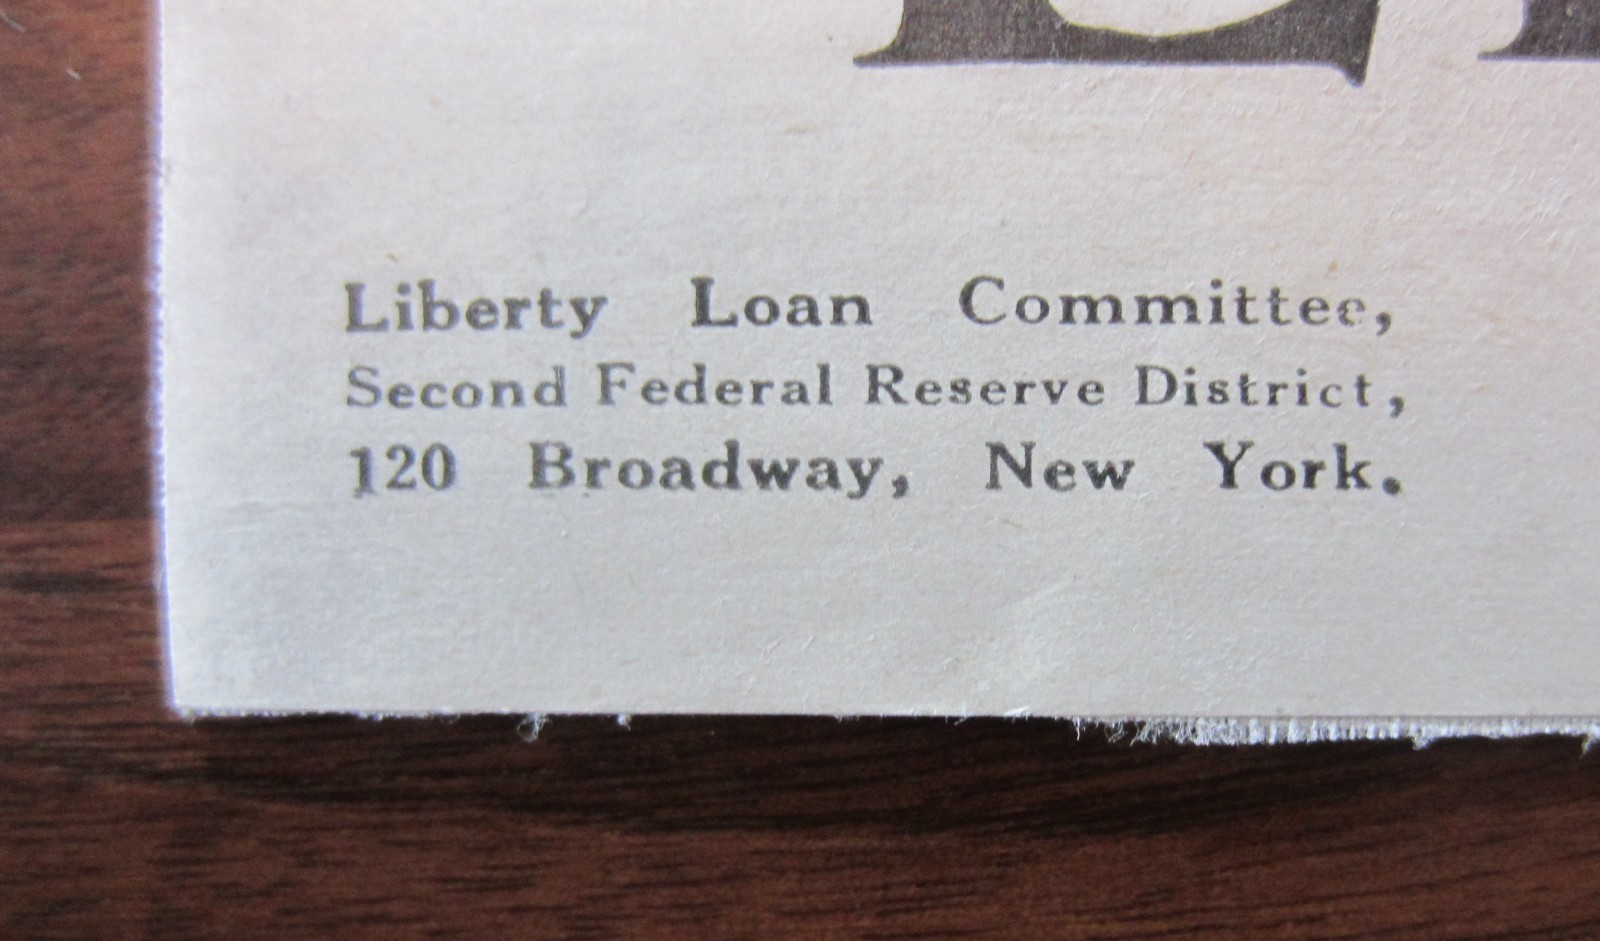 Liberty Loan Committee,
Second Federal Reserve District,
120 Broadway, New York.